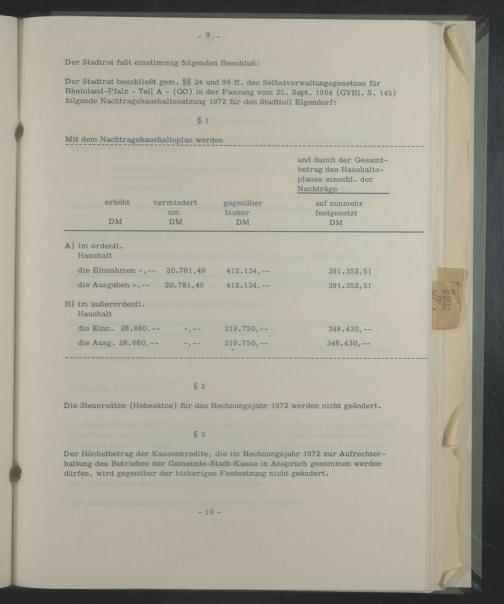 - 9 -
Der Stadtrat faßt einstimmig folgenden Beschluß:
Der Stadtrat beschließt gem. §§ 24 und 96 ff. des Selbstverwaltungsgesetzes für
Rheinland-Pfalz - Teil A - (GO) in der Fassung vom 25. Sept. 1964 (GVBl. S. 145)
folgende Nachtragshaushaltssatzung 1972 für den Stadtteil Elgendorf:
§ 1
Mit dem Nachtragshaushaltsplan werden
und damit der Gesamt-
betrag des Haushalts-
planes einschl. der
Nachträge
erhöht vermindert gegenüber auf nunmehr
um bisher festgesetzt
DM DM DM DM
A) im ordentl.
Haushalt
die Einnahmen -,-- 20.781,49 412.134,-- 391.352,51
die Ausgaben -,-- 20.781,49 412.134,-- 391.352,51
B) im außerordentl.
Haushalt
die Einn. 28.680,-- -,-- 319.750,-- 348.430,--
die Ausg. 28.680,-- -,-- 319.750,-- 348.430,--
§ 2
Die Steuersätze (Hebesätze) für das Rechnungsjahr 1972 werden nicht geändert.
§ 3
Der Höchstbetrag der Kassenkredite, die im Rechnungsjahr 1972 zur Aufrechter-
haltung des Betriebes der Gemeinde-Stadt-Kasse in Anspruch genommen werden
dürfen, wird gegenüber der bisherigen Festsetzung nicht geändert.
- 10 -